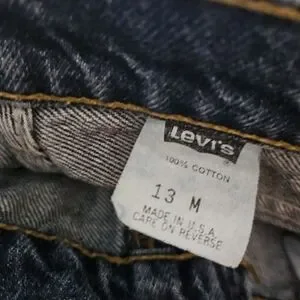 Levi's
100% COTTON
13 M
MADE IN U.S.A.
CARE ON REVERSE